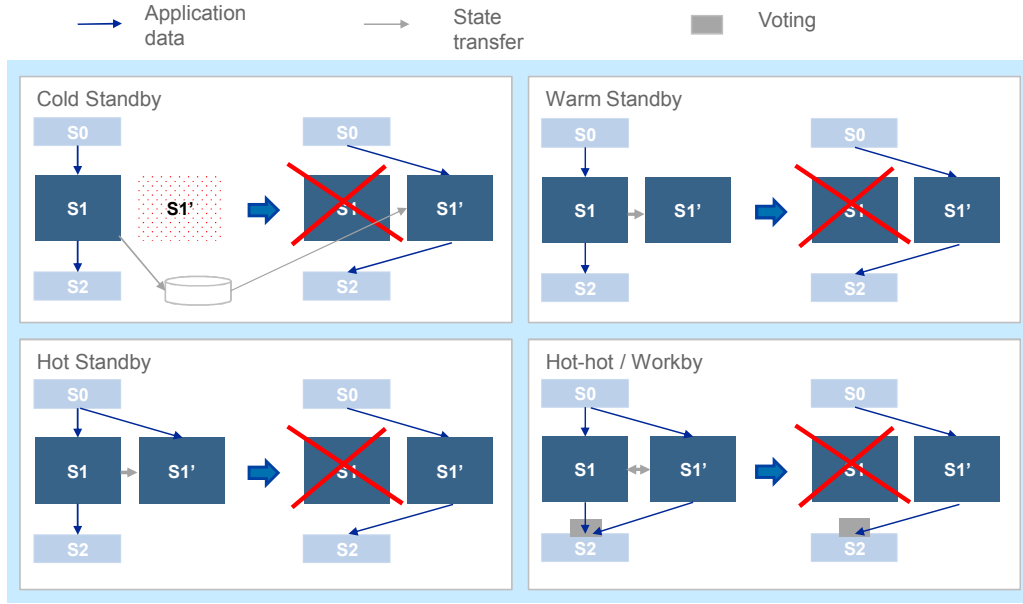 Application
data
State
transfer
Voting
Cold Standby
S0
S1
S1’
S2
S0
S1
S1’
S2
Warm Standby
S0
S1
S1’
S2
S0
S1
S1’
S2
Hot Standby
S0
S1
S1’
S2
S0
S1
S1’
S2
Hot-hot / Workby
S0
S1
S1’
S2
S0
S1
S1’
S2